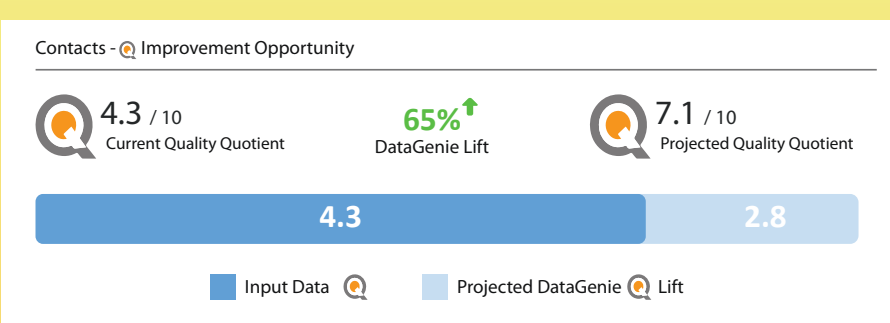 Contacts - Q Improvement Opportunity
4.3 / 10
Current Quality Quotient
65%
DataGenie Lift
7.1 / 10
Projected Quality Quotient
4.3 2.8
Input Data Q Projected DataGenie Q Lift